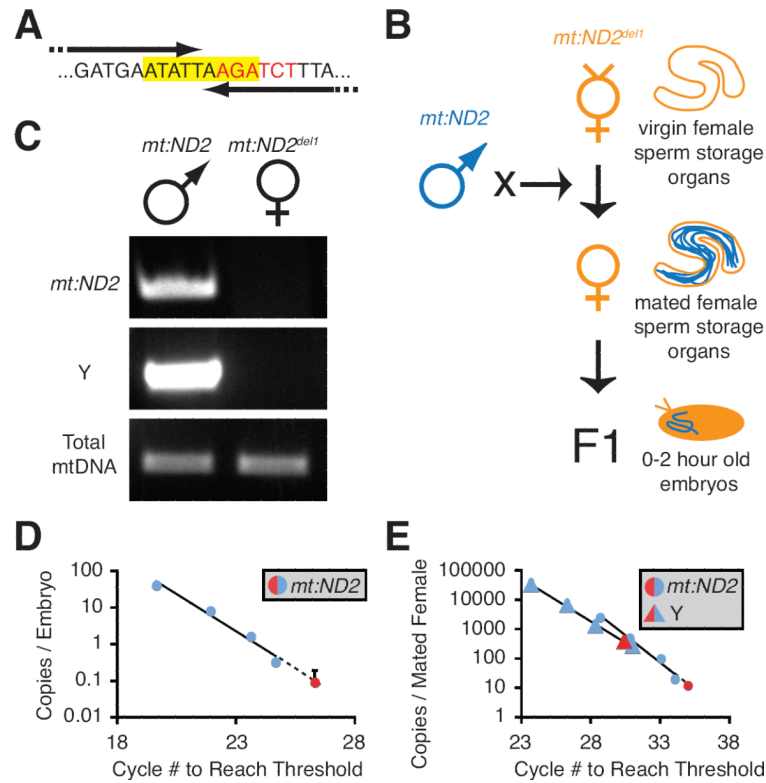 A
...GATGAATATTAAGATCTTTA...
B
mt:ND2del1
mt:ND2
X
virgin female
sperm storage
organs
mated female
sperm storage
organs
F1
0-2 hour old
embryos
C
mt:ND2 mt:ND2del1
mt:ND2
Y
Total
mtDNA
D
Copies / Embryo
100
10
1
0.1
0.01
18 23 28
Cycle # to Reach Threshold
mt:ND2
E
Copies / Mated Female
100000
10000
1000
100
10
1
23 28 33 38
Cycle # to Reach Threshold
mt:ND2
Y